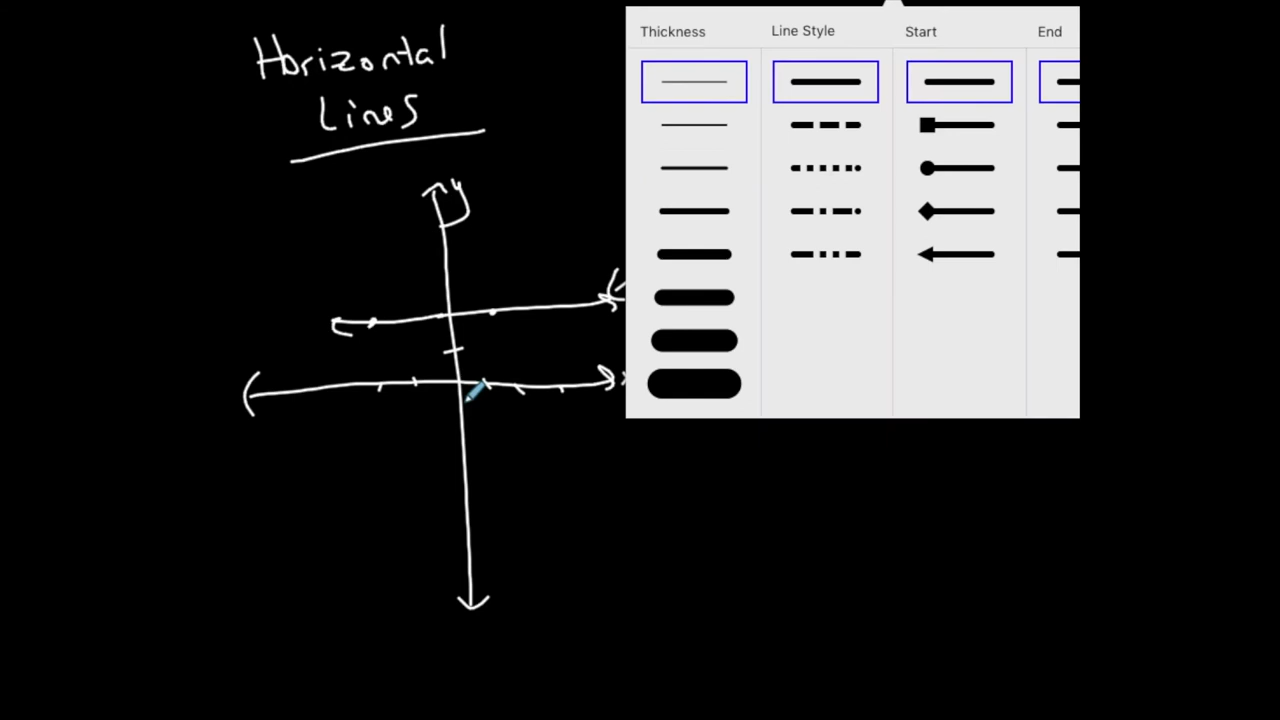 Horizontal
Lines
y
Thickness
Line Style
Start
End